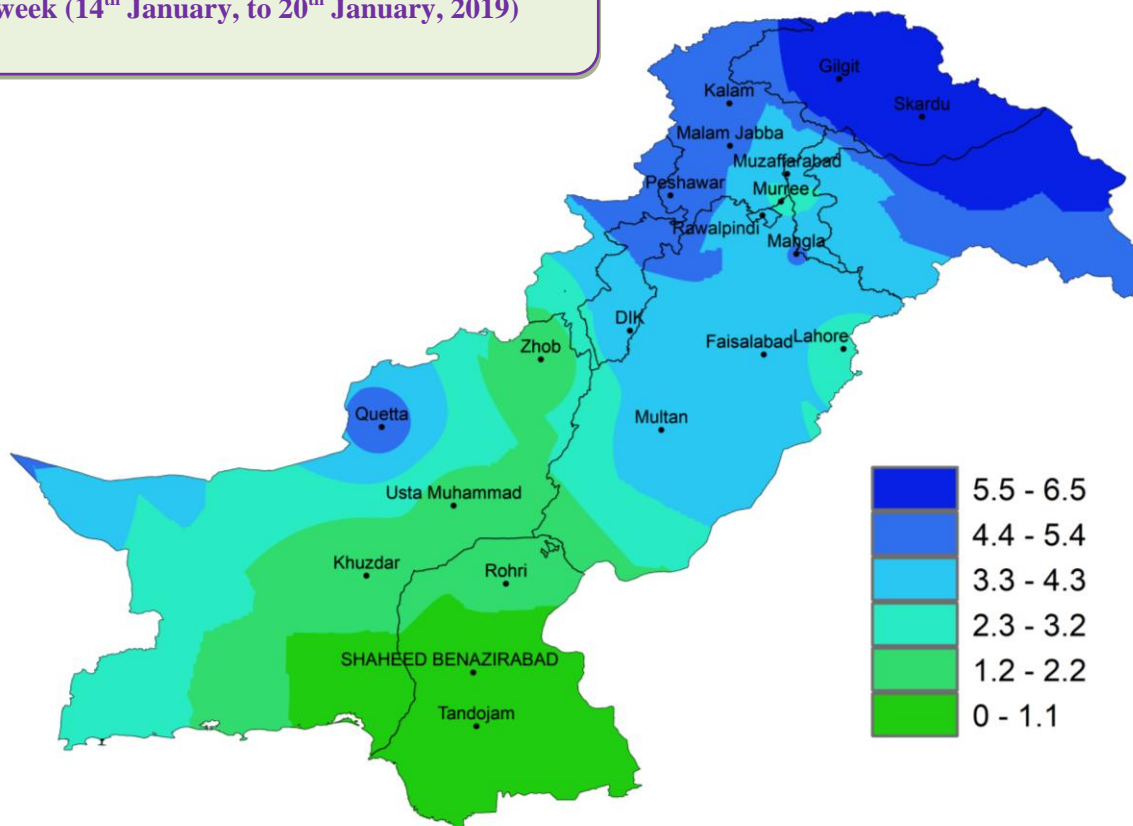 week (14th January, to 20th January, 2019)
Gilgit
Kalam
Skardu
Malam Jabba
Muzaffarabad
Peshawar
Murree
Rawalpindi
Mangla
DIK
Faisalabad
Lahore
Zhob
Quetta
Multan
Usta Muhammad
Khuzdar
Rohri
SHAHEED BENAZIRABAD
Tandojam
5.5 - 6.5
4.4 - 5.4
3.3 - 4.3
2.3 - 3.2
1.2 - 2.2
0 - 1.1